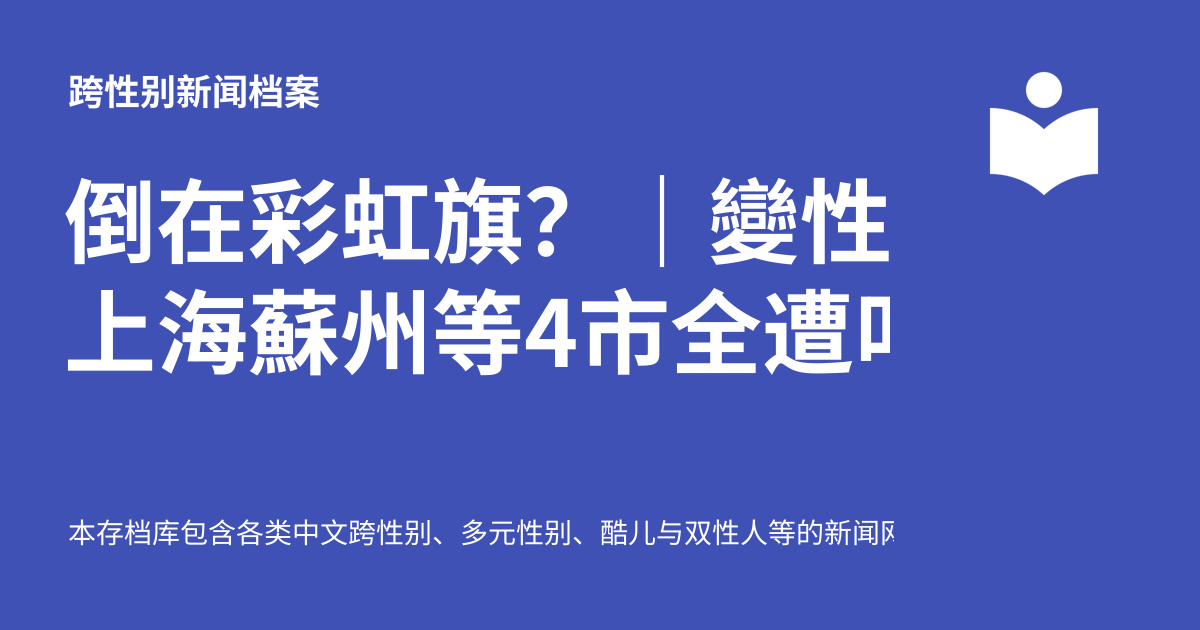 跨性别新闻档案
倒在彩虹旗？｜變性
上海蘇州等4市全遭
本存档库包含各类中文跨性别、多元性别、酷儿与双性人等的新闻